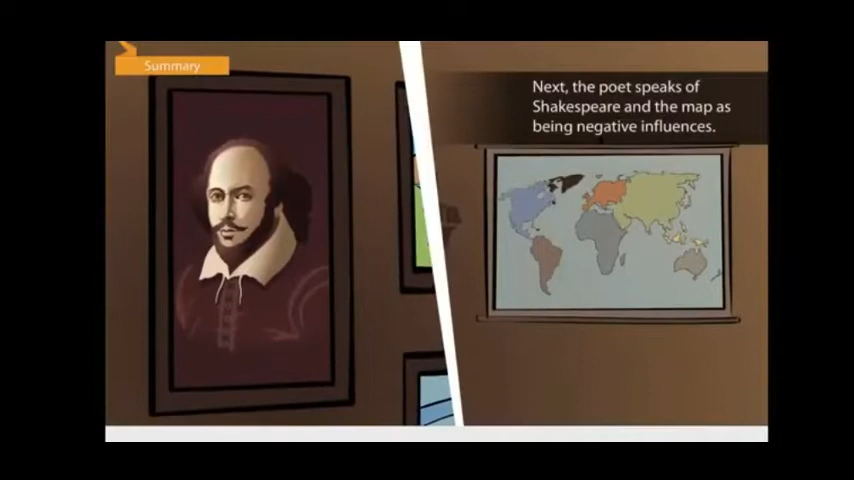 Summary
Next, the poet speaks of
Shakespeare and the map as
being negative influences.